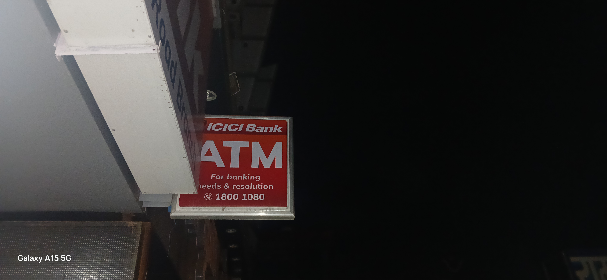 ICICI Bank
ATM
For banking
needs & resolution
1800 1080
Galaxy A15 5G